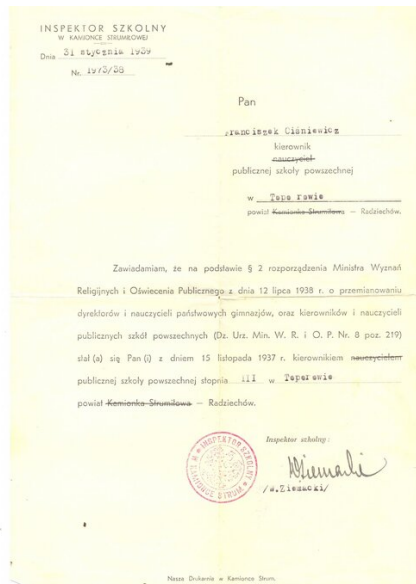 INSPEKTOR SZKOLNY
W KAMIONCE STRUMIŁOWEJ
Dnia 31 stycznia 1939
Nr. 1973/38
Pan
Franciszek Ciśniewicz
kierownik
nauczyciel
publicznej szkoły powszechnej
w Toporowie
powiat Kamionka Strumiłowa — Radziechów.
Zawiadamiam, że na podstawie § 2 rozporządzenia Ministra Wyznań
Religijnych i Oświecenia Publicznego z dnia 12 lipca 1938 r. o przemianowaniu
dyrektorów i nauczycieli państwowych gimnazjów, oraz kierowników i nauczycieli
publicznych szkół powszechnych (Dz. Urz. Min. W. R. i O. P. Nr. 8 poz. 219)
stał (a) się Pan (i) z dniem 15 listopada 1937 r. kierownikiem nauczycielem
publicznej szkoły powszechnej stopnia III w Toporowie
powiat Kamionka Strumiłowa — Radziechów.
Inspektor szkolny:
/W.Ziemacki/
INSPEKTOR SZKOLNY
W KAMIONCE STRUM.
Nasza Drukarnia w Kamionce Strum.